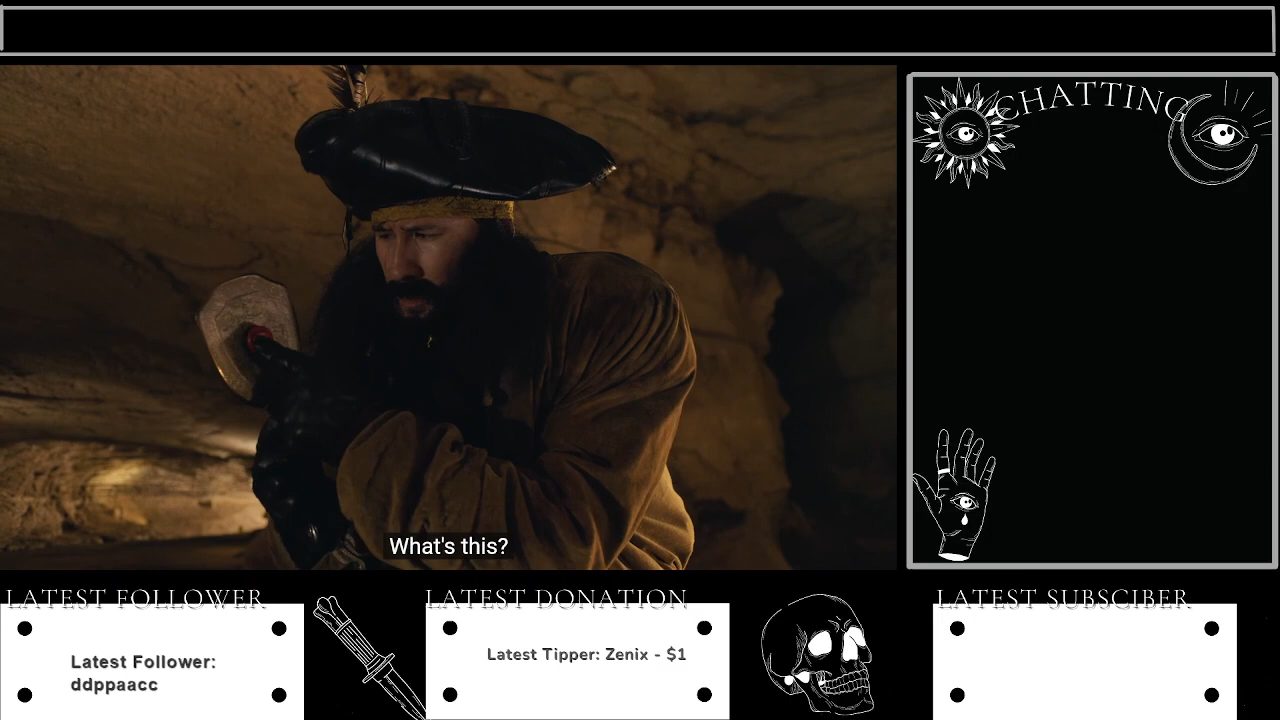 CHATTING
What's this?
LATEST FOLLOWER
LATEST DONATION
LATEST SUBSCIBER
Latest Follower:
ddppaacc
Latest Tipper: Zenix - $1